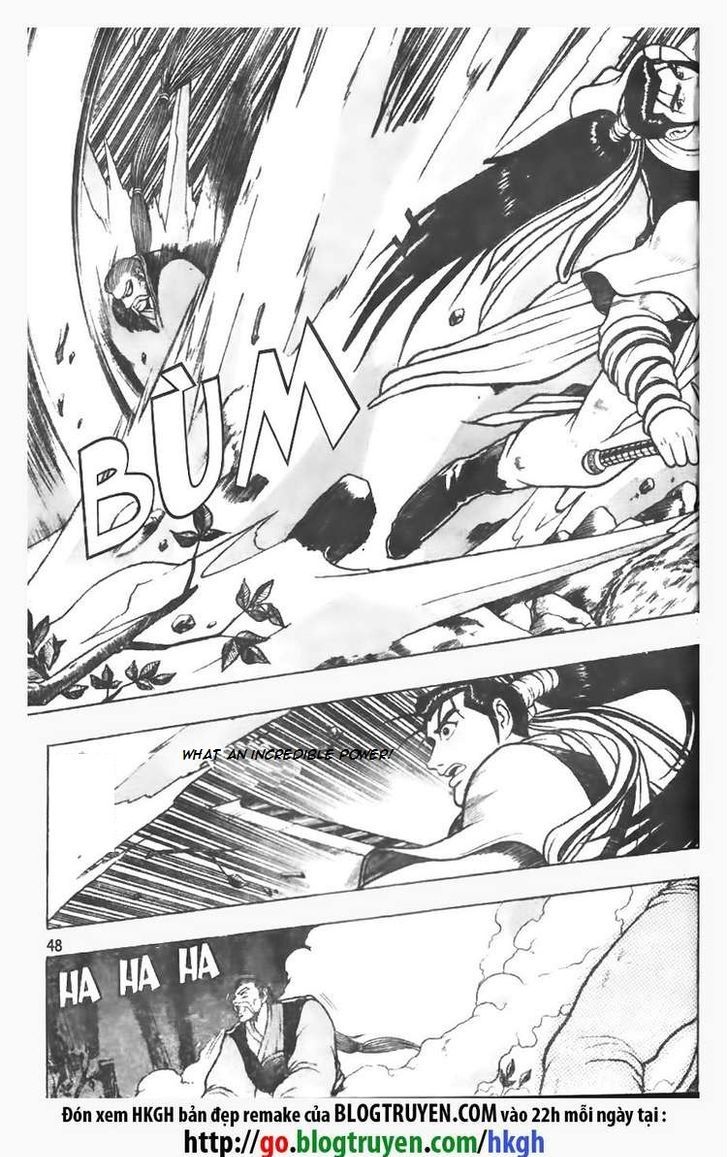 BÙM
WHAT AN INCREDIBLE POWER!
48
HA HA HA
Đón xem HKGH bản đẹp remake của BLOGTRUYEN.COM vào 22h mỗi ngày tại :
http://go.blogtruyen.com/hkgh